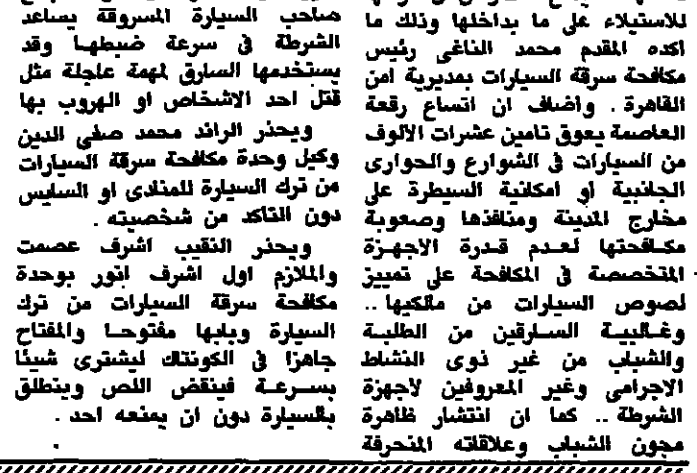 للاستيلاء على ما بداخلها وذلك ما
اكده المقدم محمد الناغى رئيس
مكافحة سرقة السيارات بمديرية امن
القاهرة . واضاف ان اتساع رقعة
العاصمة يعوق تامين عشرات الألوف
من السيارات فى الشوارع والحوارى
الجانبية او امكانية السيطرة على
مخارج المدينة ومنافذها وصعوبة
مكافحتها لعدم قدرة الاجهزة
المتخصصة فى المكافحة على تمييز
لصوص السيارات من مالكيها ..
وغالبية السارقين من الطلبة
والشباب من غير ذوى النشاط
الاجرامى وغير المعروفين لاجهزة
الشرطة .. كما ان انتشار ظاهرة
مجون الشباب وعلاقاته المنحرفة
صاحب السيارة المسروقة يساعد
الشرطة فى سرعة ضبطها وقد
يستخدمها السارق لمهمة عاجلة مثل
قتل احد الاشخاص او الهروب بها
ويحذر الرائد محمد صفى الدين
وكيل وحدة مكافحة سرقة السيارات
من ترك السيارة للمنادى او السايس
دون التاكد من شخصيته .
ويحذر النقيب اشرف عصمت
والملازم اول اشرف انور بوحدة
مكافحة سرقة السيارات من ترك
السيارة وبابها مفتوحا والمفتاح
جاهزا فى الكونتاك ليشترى شيئا
بسرعة فينقض اللص وينطلق
بالسيارة دون ان يمنعه احد .